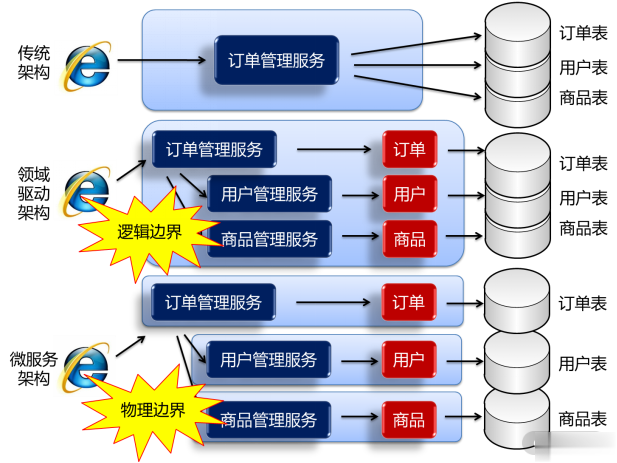 传统
架构
订单管理服务
订单表
用户表
商品表
领域
驱动
架构
订单管理服务
订单
订单表
用户管理服务
用户
用户表
逻辑边界
商品管理服务
商品
商品表
微服务
架构
订单管理服务
订单
订单表
用户管理服务
用户
用户表
物理边界
商品管理服务
商品
商品表